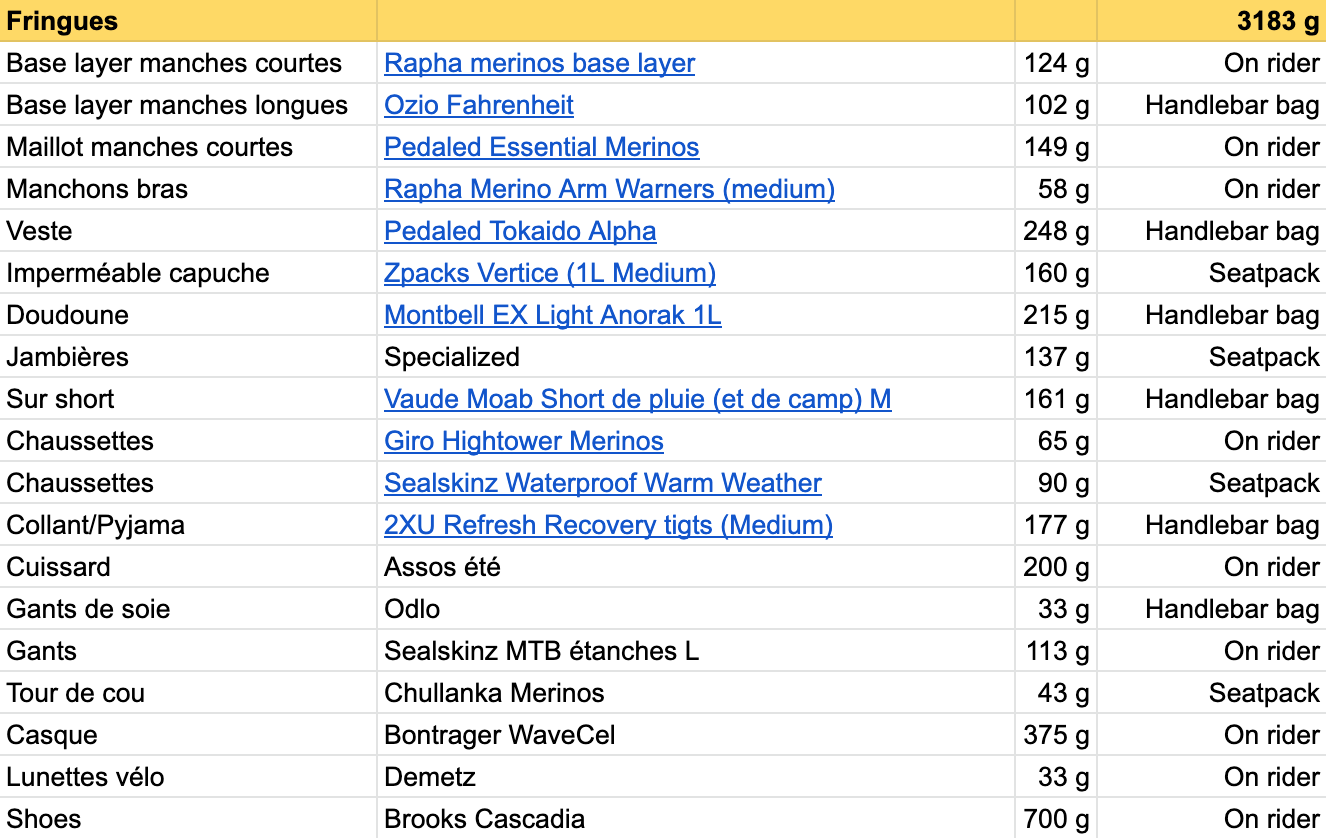 Fringues 3183 g
Base layer manches courtes Rapha merinos base layer 124 g On rider
Base layer manches longues Ozio Fahrenheit 102 g Handlebar bag
Maillot manches courtes Pedaled Essential Merinos 149 g On rider
Manchons bras Rapha Merino Arm Warners (medium) 58 g On rider
Veste Pedaled Tokaido Alpha 248 g Handlebar bag
Imperméable capuche Zpacks Vertice (1L Medium) 160 g Seatpack
Doudoune Montbell EX Light Anorak 1L 215 g Handlebar bag
Jambières Specialized 137 g Seatpack
Sur short Vaude Moab Short de pluie (et de camp) M 161 g Handlebar bag
Chaussettes Giro Hightower Merinos 65 g On rider
Chaussettes Sealskinz Waterproof Warm Weather 90 g Seatpack
Collant/Pyjama 2XU Refresh Recovery tigts (Medium) 177 g Handlebar bag
Cuissard Assos été 200 g On rider
Gants de soie Odlo 33 g Handlebar bag
Gants Sealskinz MTB étanches L 113 g On rider
Tour de cou Chullanka Merinos 43 g Seatpack
Casque Bontrager WaveCel 375 g On rider
Lunettes vélo Demetz 33 g On rider
Shoes Brooks Cascadia 700 g On rider